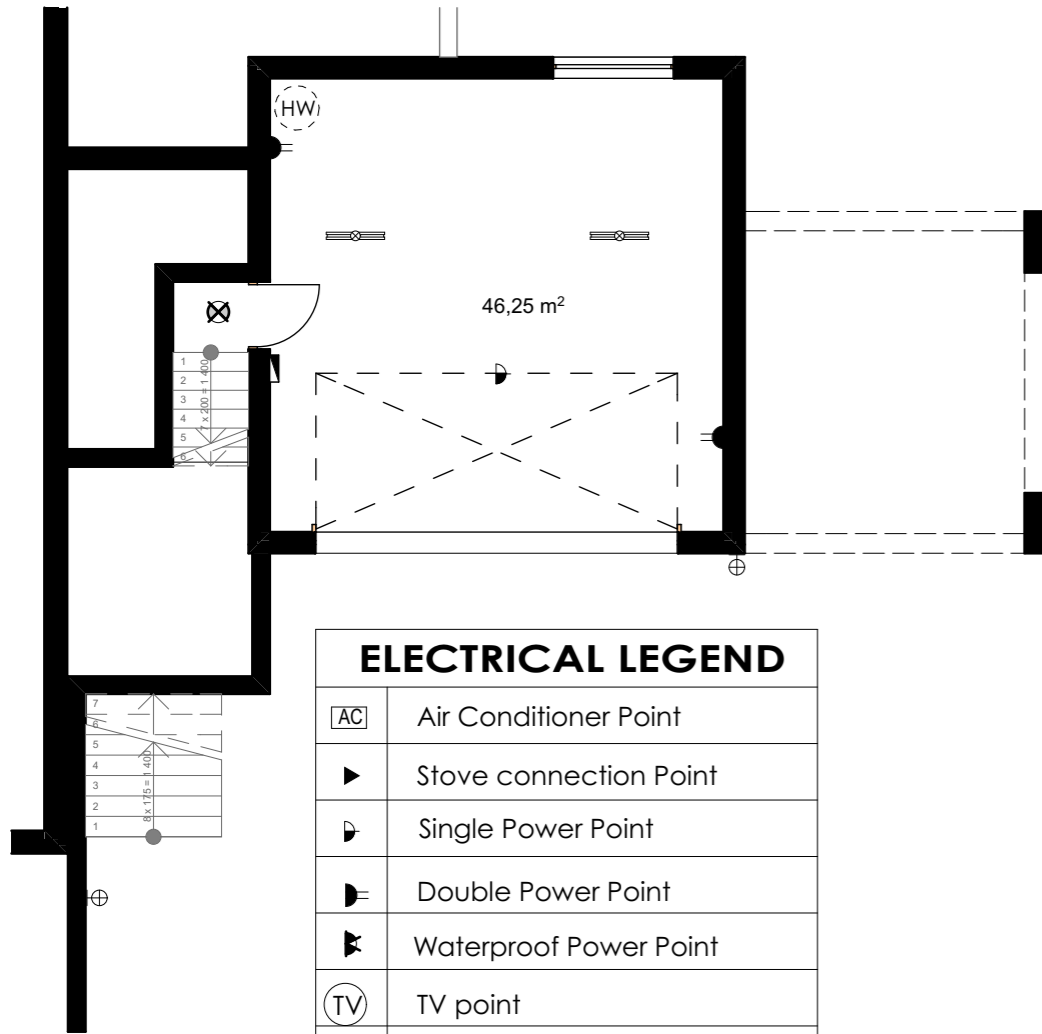 HW
46,25 m²
1
2
3
4
5
6
7 x 200 = 1 400
ELECTRICAL LEGEND
AC Air Conditioner Point
Stove connection Point
Single Power Point
Double Power Point
Waterproof Power Point
TV TV point
7
6
5
4
3
2
1
8 x 175 = 1 400